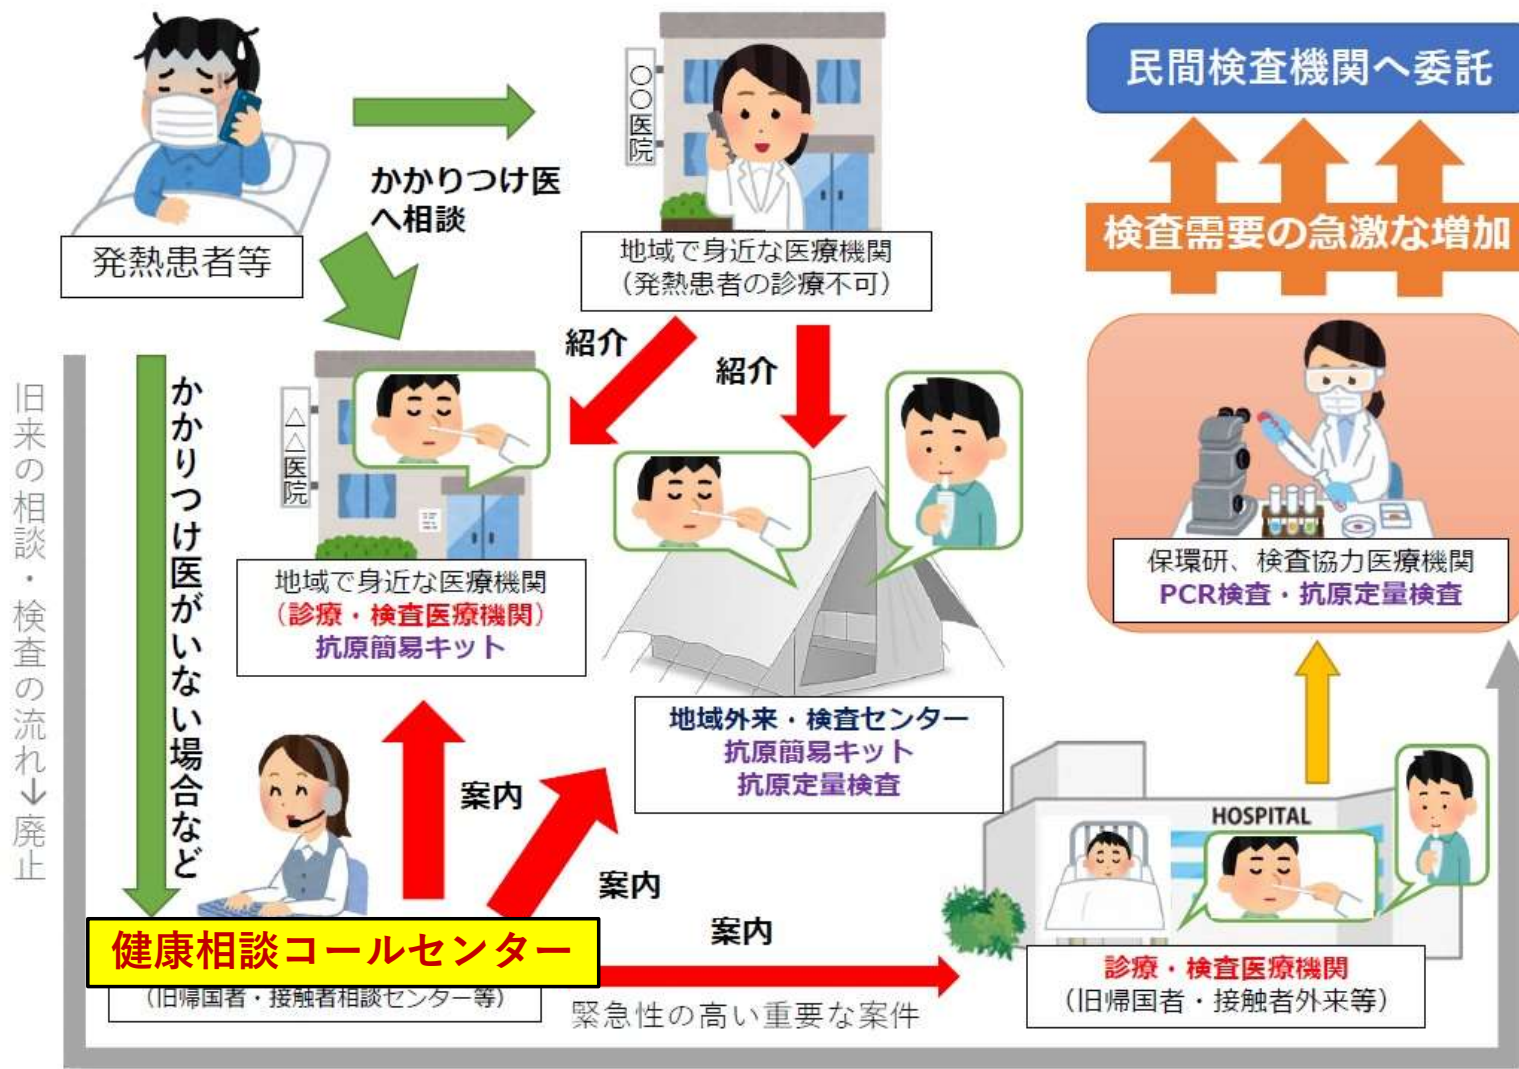 発熱患者等
かかりつけ医
へ相談
〇〇医院
地域で身近な医療機関
（発熱患者の診療不可）
民間検査機関へ委託
検査需要の急激な増加
紹介
紹介
旧来の相談・検査の流れ→廃止
かかりつけ医がいない場合など
△△医院
地域で身近な医療機関
（診療・検査医療機関）
抗原簡易キット
地域外来・検査センター
抗原簡易キット
抗原定量検査
保環研、検査協力医療機関
PCR検査・抗原定量検査
案内
案内
案内
HOSPITAL
健康相談コールセンター
（旧帰国者・接触者相談センター等）
緊急性の高い重要な案件
診療・検査医療機関
（旧帰国者・接触者外来等）